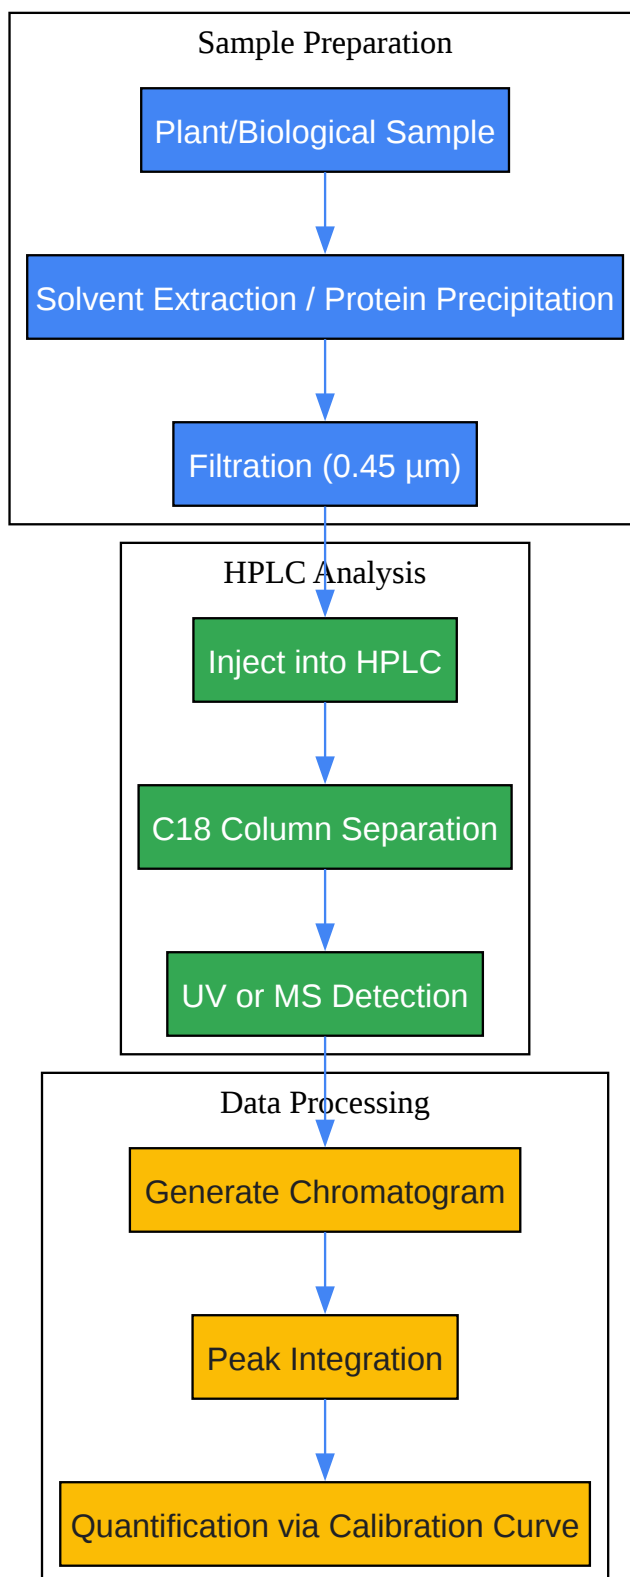 Sample Preparation
Plant/Biological Sample
Solvent Extraction / Protein Precipitation
Filtration (0.45 µm)
HPLC Analysis
Inject into HPLC
C18 Column Separation
UV or MS Detection
Data Processing
Generate Chromatogram
Peak Integration
Quantification via Calibration Curve